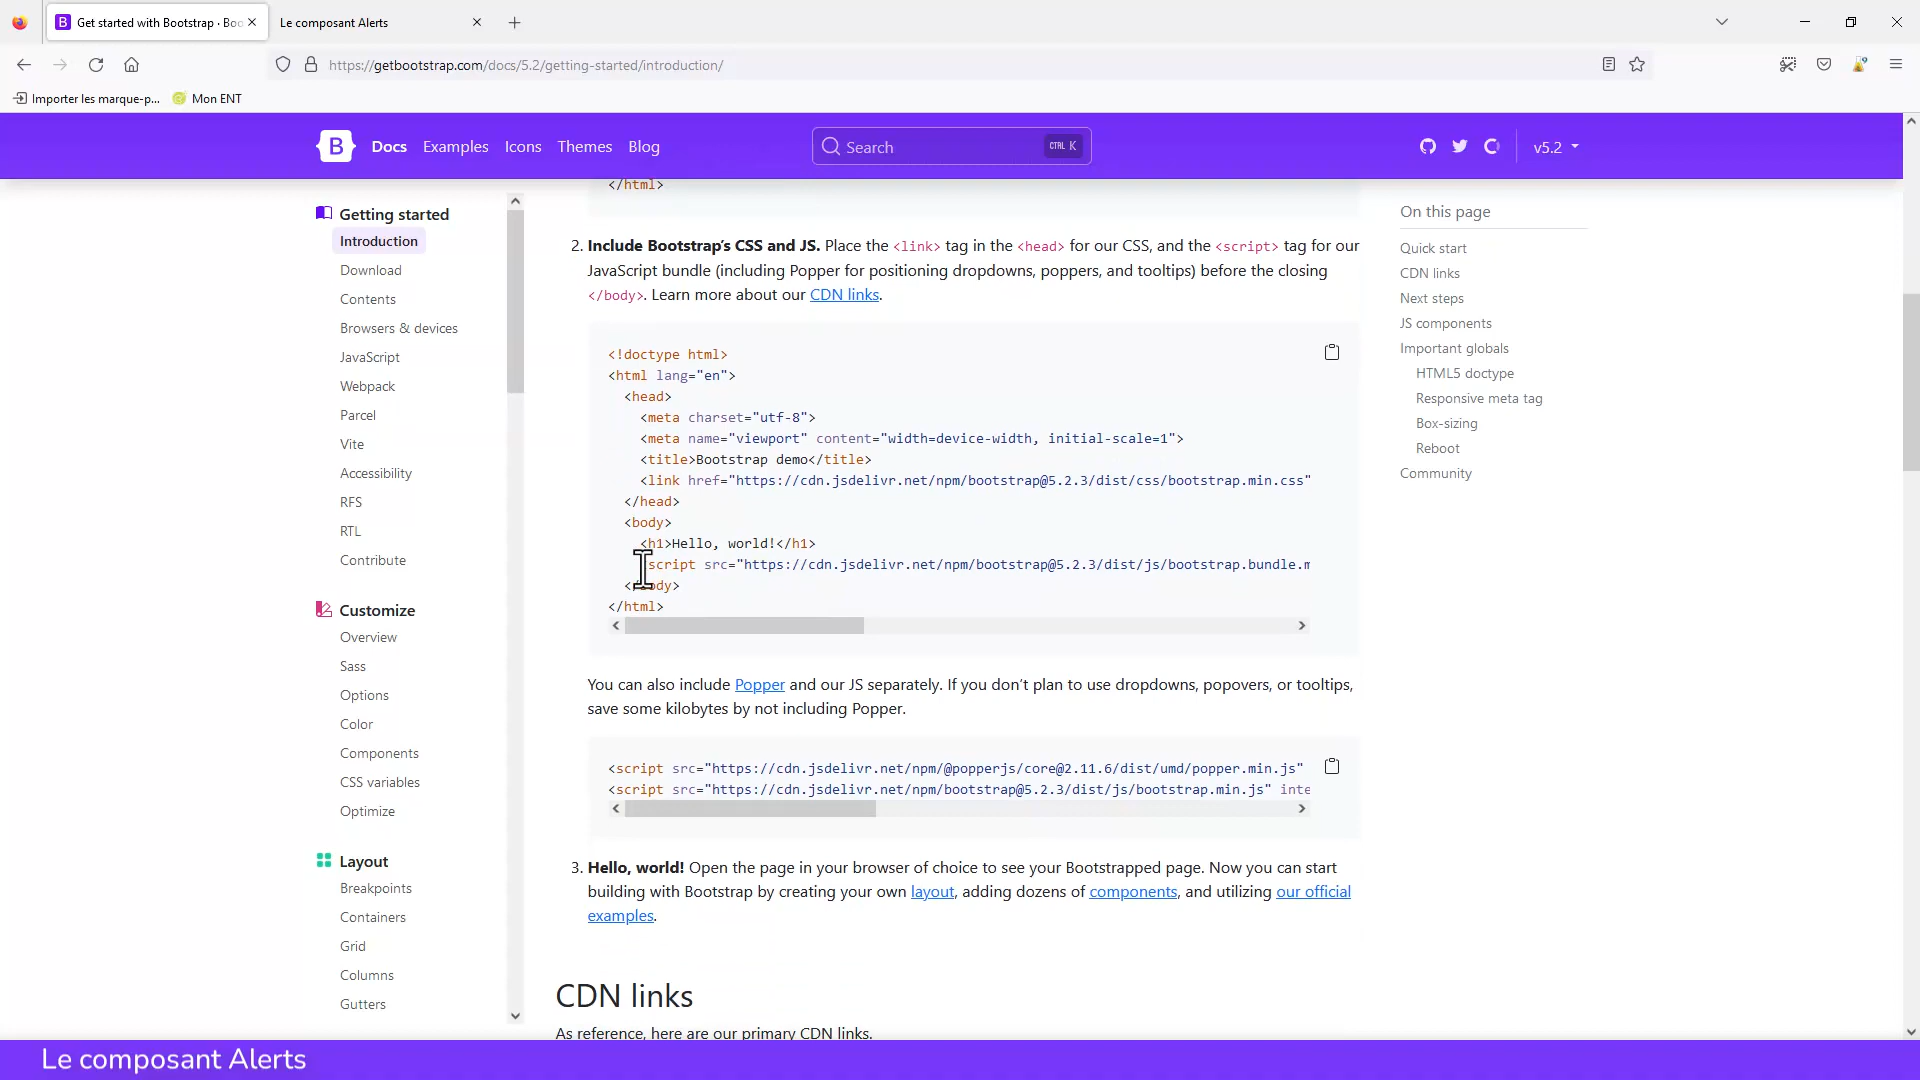 Get started with Bootstrap · Boo
Le composant Alerts
https://getbootstrap.com/docs/5.2/getting-started/introduction/
Importer les marque-p...
Mon ENT
B
Docs
Examples
Icons
Themes
Blog
Search
CTRL K
v5.2
Getting started
Introduction
Download
Contents
Browsers & devices
JavaScript
Webpack
Parcel
Vite
Accessibility
RFS
RTL
Contribute
Customize
Overview
Sass
Options
Color
Components
CSS variables
Optimize
Layout
Breakpoints
Containers
Grid
Columns
Gutters
</html>
2. Include Bootstrap's CSS and JS. Place the <link> tag in the <head> for our CSS, and the <script> tag for our
JavaScript bundle (including Popper for positioning dropdowns, poppers, and tooltips) before the closing
</body>. Learn more about our CDN links.
<!doctype html>
<html lang="en">
<head>
<meta charset="utf-8">
<meta name="viewport" content="width=device-width, initial-scale=1">
<title>Bootstrap demo</title>
<link href="https://cdn.jsdelivr.net/npm/bootstrap@5.2.3/dist/css/bootstrap.min.css"
</head>
<body>
<h1>Hello, world!</h1>
script src="https://cdn.jsdelivr.net/npm/bootstrap@5.2.3/dist/js/bootstrap.bundle.m
</body>
</html>
You can also include Popper and our JS separately. If you don't plan to use dropdowns, popovers, or tooltips,
save some kilobytes by not including Popper.
<script src="https://cdn.jsdelivr.net/npm/@popperjs/core@2.11.6/dist/umd/popper.min.js"
<script src="https://cdn.jsdelivr.net/npm/bootstrap@5.2.3/dist/js/bootstrap.min.js" inte
3. Hello, world! Open the page in your browser of choice to see your Bootstrapped page. Now you can start
building with Bootstrap by creating your own layout, adding dozens of components, and utilizing our official
examples.
CDN links
As reference, here are our primary CDN links.
On this page
Quick start
CDN links
Next steps
JS components
Important globals
HTML5 doctype
Responsive meta tag
Box-sizing
Reboot
Community
Le composant Alerts